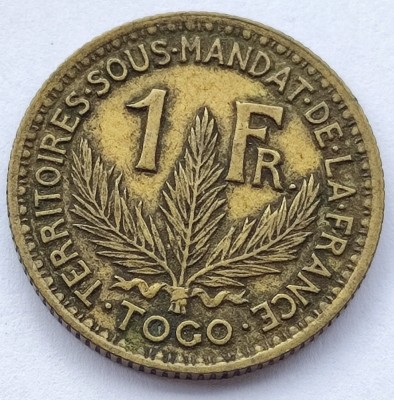 TERRITOIRES·SOUS·MANDAT·DE·LA·FRANCE
1 FR.
·TOGO·